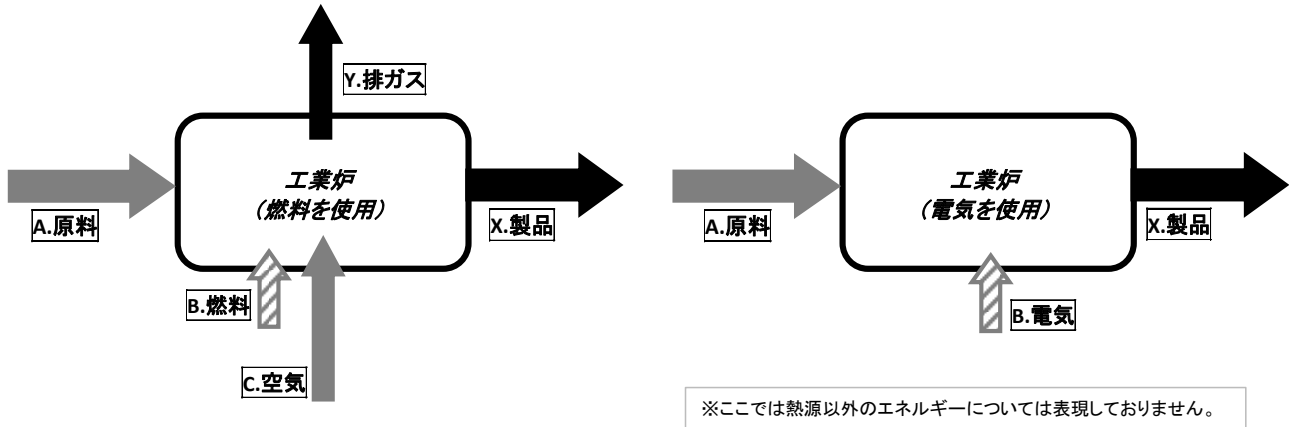 Y.排ガス
工業炉
（燃料を使用）
A.原料
X.製品
B.燃料
C.空気
工業炉
（電気を使用）
A.原料
X.製品
B.電気
※ここでは熱源以外のエネルギーについては表現しておりません。